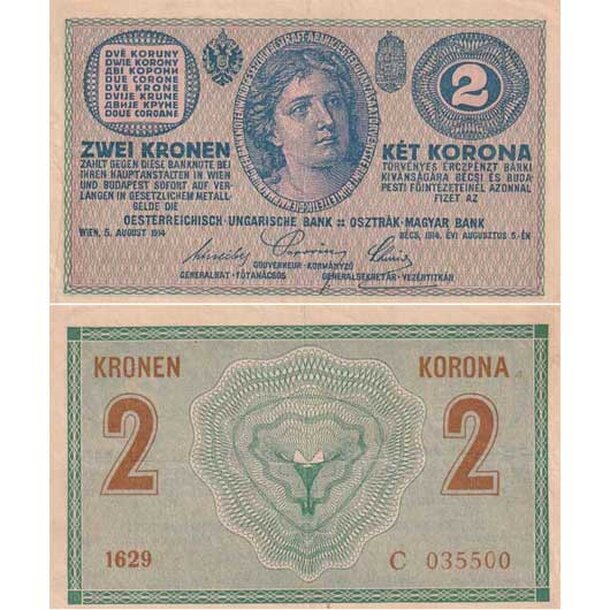 DVĚ KORUNY
DWIE KORONY
ДВІ КОРОНИ
DUE CORONE
DVE KRONE
DVIJE KRUNE
ДВИЈЕ КРУНЕ
DOUE COROANE
2
ZWEI KRONEN
ZAHLT GEGEN DIESE BANKNOTE BEI
IHREN HAUPTANSTALTEN IN WIEN
UND BUDAPEST SOFORT AUF VER-
LANGEN IN GESETZLICHEM METALL-
GELDE DIE
KÉT KORONA
TÖRVÉNYES ÉRCZPÉNZT BÁRKI
KIVÁNSÁGÁRA BÉCSI ÉS BUDA-
PESTI FŐINTÉZETEINÉL AZONNAL
FIZET AZ
OESTERREICHISCH-UNGARISCHE BANK :: OSZTRÁK-MAGYAR BANK
WIEN, 5. AUGUST 1914
BÉCS, 1914. ÉVI AUGUSZTUS 5.-ÉN
GOUVERNEUR-KORMÁNYZÓ
GENERALRAT-FŐTANÁCSOS
GENERALSEKRETÄR-VEZÉRTITKÁR
KRONEN
KORONA
2
2
1629
C 035500